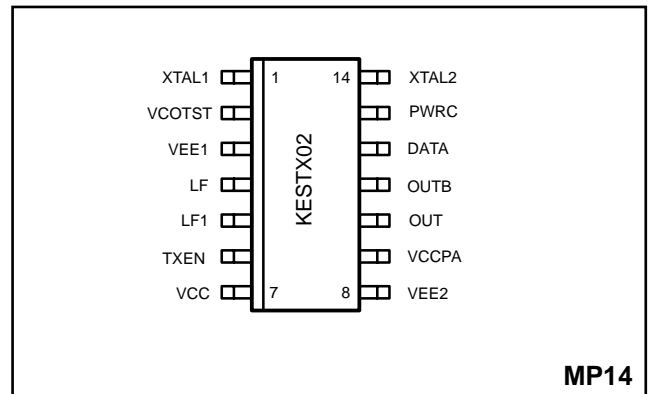 XTAL1 1 14 XTAL2
VCOTST PWRC
VEE1 DATA
LF OUTB
LF1 OUT
TXEN VCCPA
VCC 7 8 VEE2
KESTX02
MP14